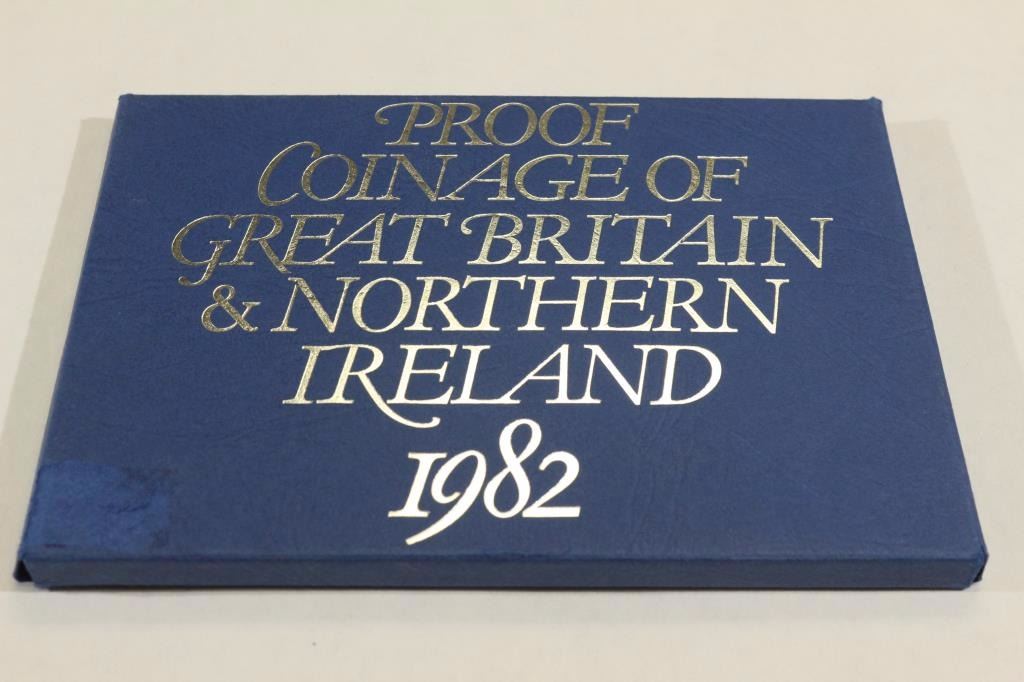 PROOF
COINAGE OF
GREAT BRITAIN
& NORTHERN
IRELAND
1982